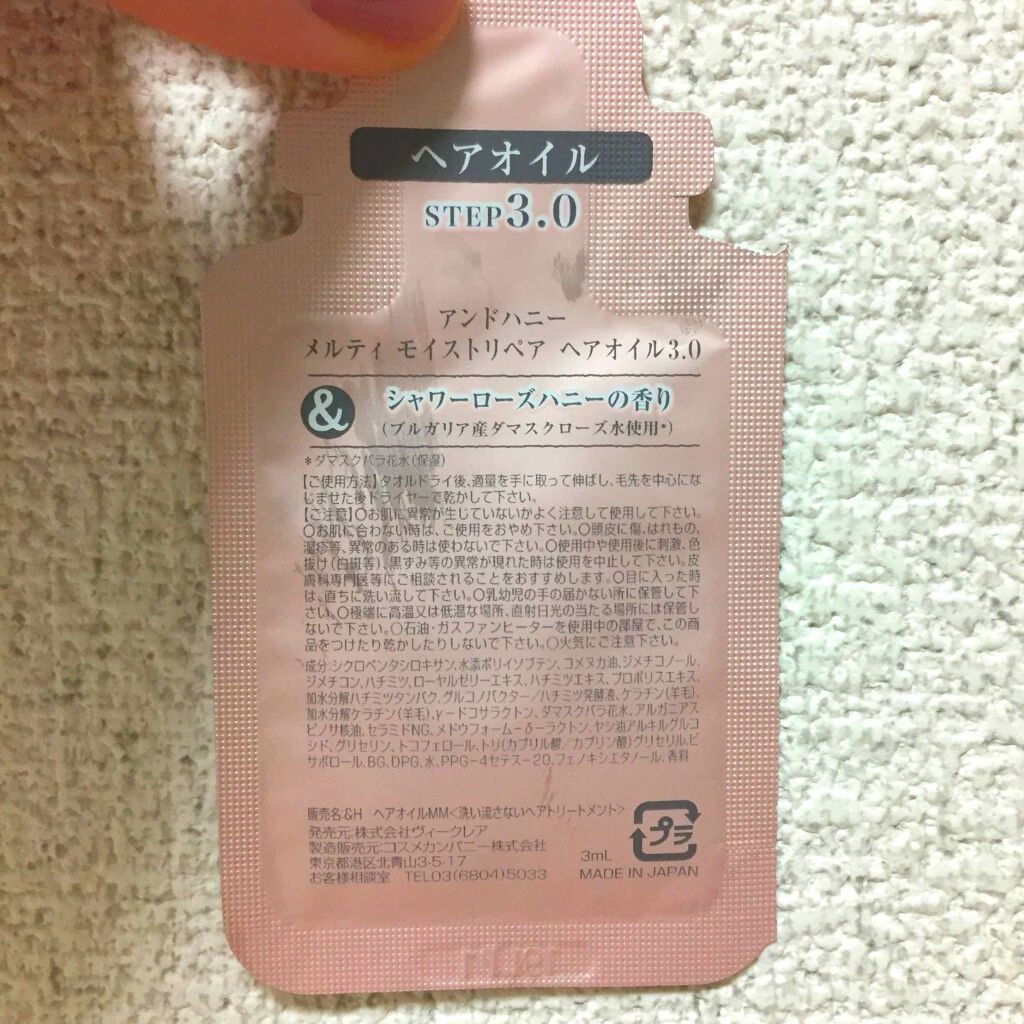 ヘアオイル
STEP3.0
アンドハニー
メルティ モイストリペア ヘアオイル3.0
& シャワーローズハニーの香り
(ブルガリア産ダマスクローズ水使用*)
*ダマスクバラ花水(保湿)
【ご使用方法】タオルドライ後、適量を手に取って伸ばし、毛先を中心にな
じませた後ドライヤーで乾かして下さい。
【ご注意】〇お肌に異常が生じていないかよく注意して使用して下さい。
〇お肌に合わない時は、ご使用をおやめ下さい。〇頭皮に傷、はれもの、
湿疹等、異常のある時は使わないで下さい。〇使用中や使用後に刺激、色
抜け(白斑等)、黒ずみ等の異常が現れた時は使用を中止して下さい。皮
膚科専門医等にご相談されることをおすすめします。〇目に入った時
は、直ちに洗い流して下さい。〇乳幼児の手の届かない所に保管して下
さい。〇極端に高温又は低温な場所、直射日光の当たる場所には保管し
ないで下さい。〇石油・ガスファンヒーターを使用中の部屋で、この商
品をつけたり乾かしたりしないで下さい。〇火気にご注意下さい。
成分:シクロペンタシロキサン、水添ポリイソブテン、コメヌカ油、ジメチコノール、
ジメチコン、ハチミツ、ローヤルゼリーエキス、ハチミツエキス、プロポリスエキス、
加水分解ハチミツタンパク、グルコノバクター/ハチミツ発酵液、ケラチン(羊毛)、
加水分解ケラチン(羊毛)、γードコサラクトン、ダマスクバラ花水、アルガニアス
ピノサ核油、セラミドNG、メドウフォームーδーラクトン、ヤシ油アルキルグルコ
シド、グリセリン、トコフェロール、トリ(カプリル酸/カプリン酸)グリセリル、ビ
サボロール、BG、DPG、水、PPG-4セテス-20、フェノキシエタノール、香料
販売名:&H ヘアオイルMM<洗い流さないヘアトリートメント>
発売元:株式会社ヴィークレア
製造販売元:コスメカンパニー株式会社
東京都港区北青山3-5-17
お客様相談室 TEL03(6804)5033
プラ
3mL
MADE IN JAPAN